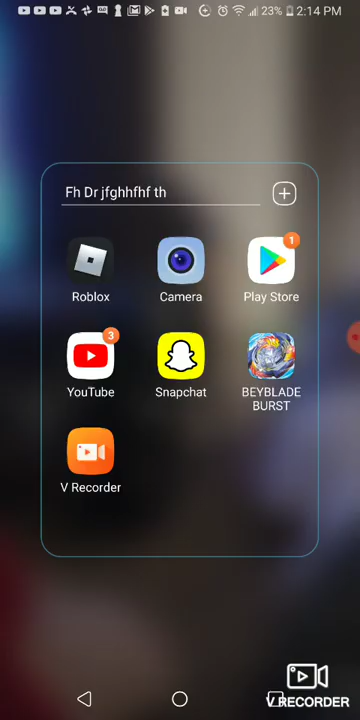 23% 2:14 PM
Fh Dr jfghhfhf th
1
Roblox Camera Play Store
3
YouTube Snapchat BEYBLADE
BURST
V Recorder
V RECORDER